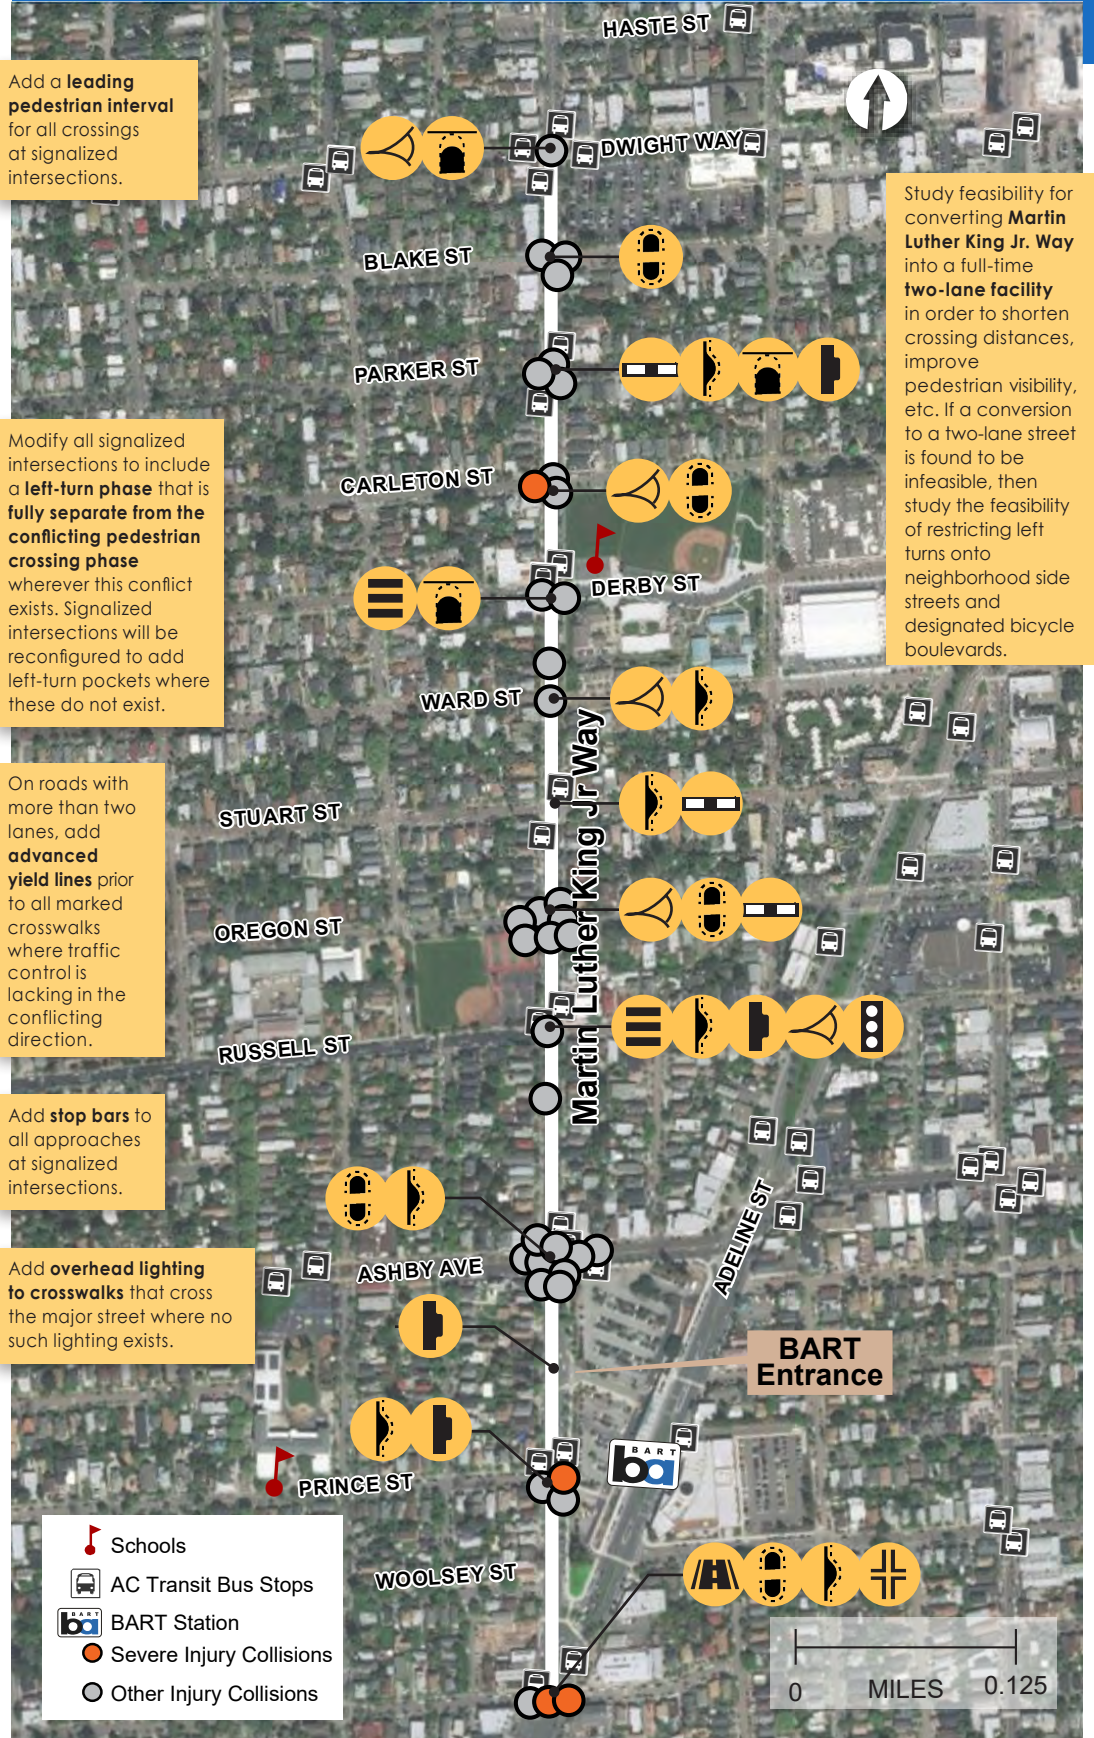 HASTE ST
Add a leading
pedestrian interval
for all crossings
at signalized
intersections.
DWIGHT WAY
Study feasibility for
converting Martin
Luther King Jr. Way
into a full-time
two-lane facility
in order to shorten
crossing distances,
improve
pedestrian visibility,
etc. If a conversion
to a two-lane street
is found to be
infeasible, then
study the feasibility
of restricting left
turns onto
neighborhood side
streets and
designated bicycle
boulevards.
BLAKE ST
PARKER ST
Modify all signalized
intersections to include
a left-turn phase that is
fully separate from the
conflicting pedestrian
crossing phase
wherever this conflict
exists. Signalized
intersections will be
reconfigured to add
left-turn pockets where
these do not exist.
CARLETON ST
DERBY ST
WARD ST
Martin Luther King Jr Way
On roads with
more than two
lanes, add
advanced
yield lines prior
to all marked
crosswalks
where traffic
control is
lacking in the
conflicting
direction.
STUART ST
OREGON ST
RUSSELL ST
Add stop bars to
all approaches
at signalized
intersections.
ADELINE ST
Add overhead lighting
to crosswalks that cross
the major street where no
such lighting exists.
ASHBY AVE
BART
Entrance
BART
ba
PRINCE ST
WOOLSEY ST
Schools
AC Transit Bus Stops
BART
ba
BART Station
Severe Injury Collisions
Other Injury Collisions
0 MILES 0.125